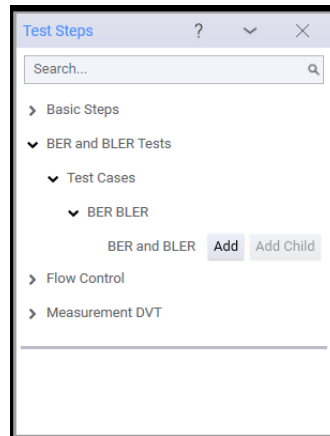 Test Steps ?
Search...
Basic Steps
BER and BLER Tests
Test Cases
BER BLER
BER and BLER Add Add Child
Flow Control
Measurement DVT